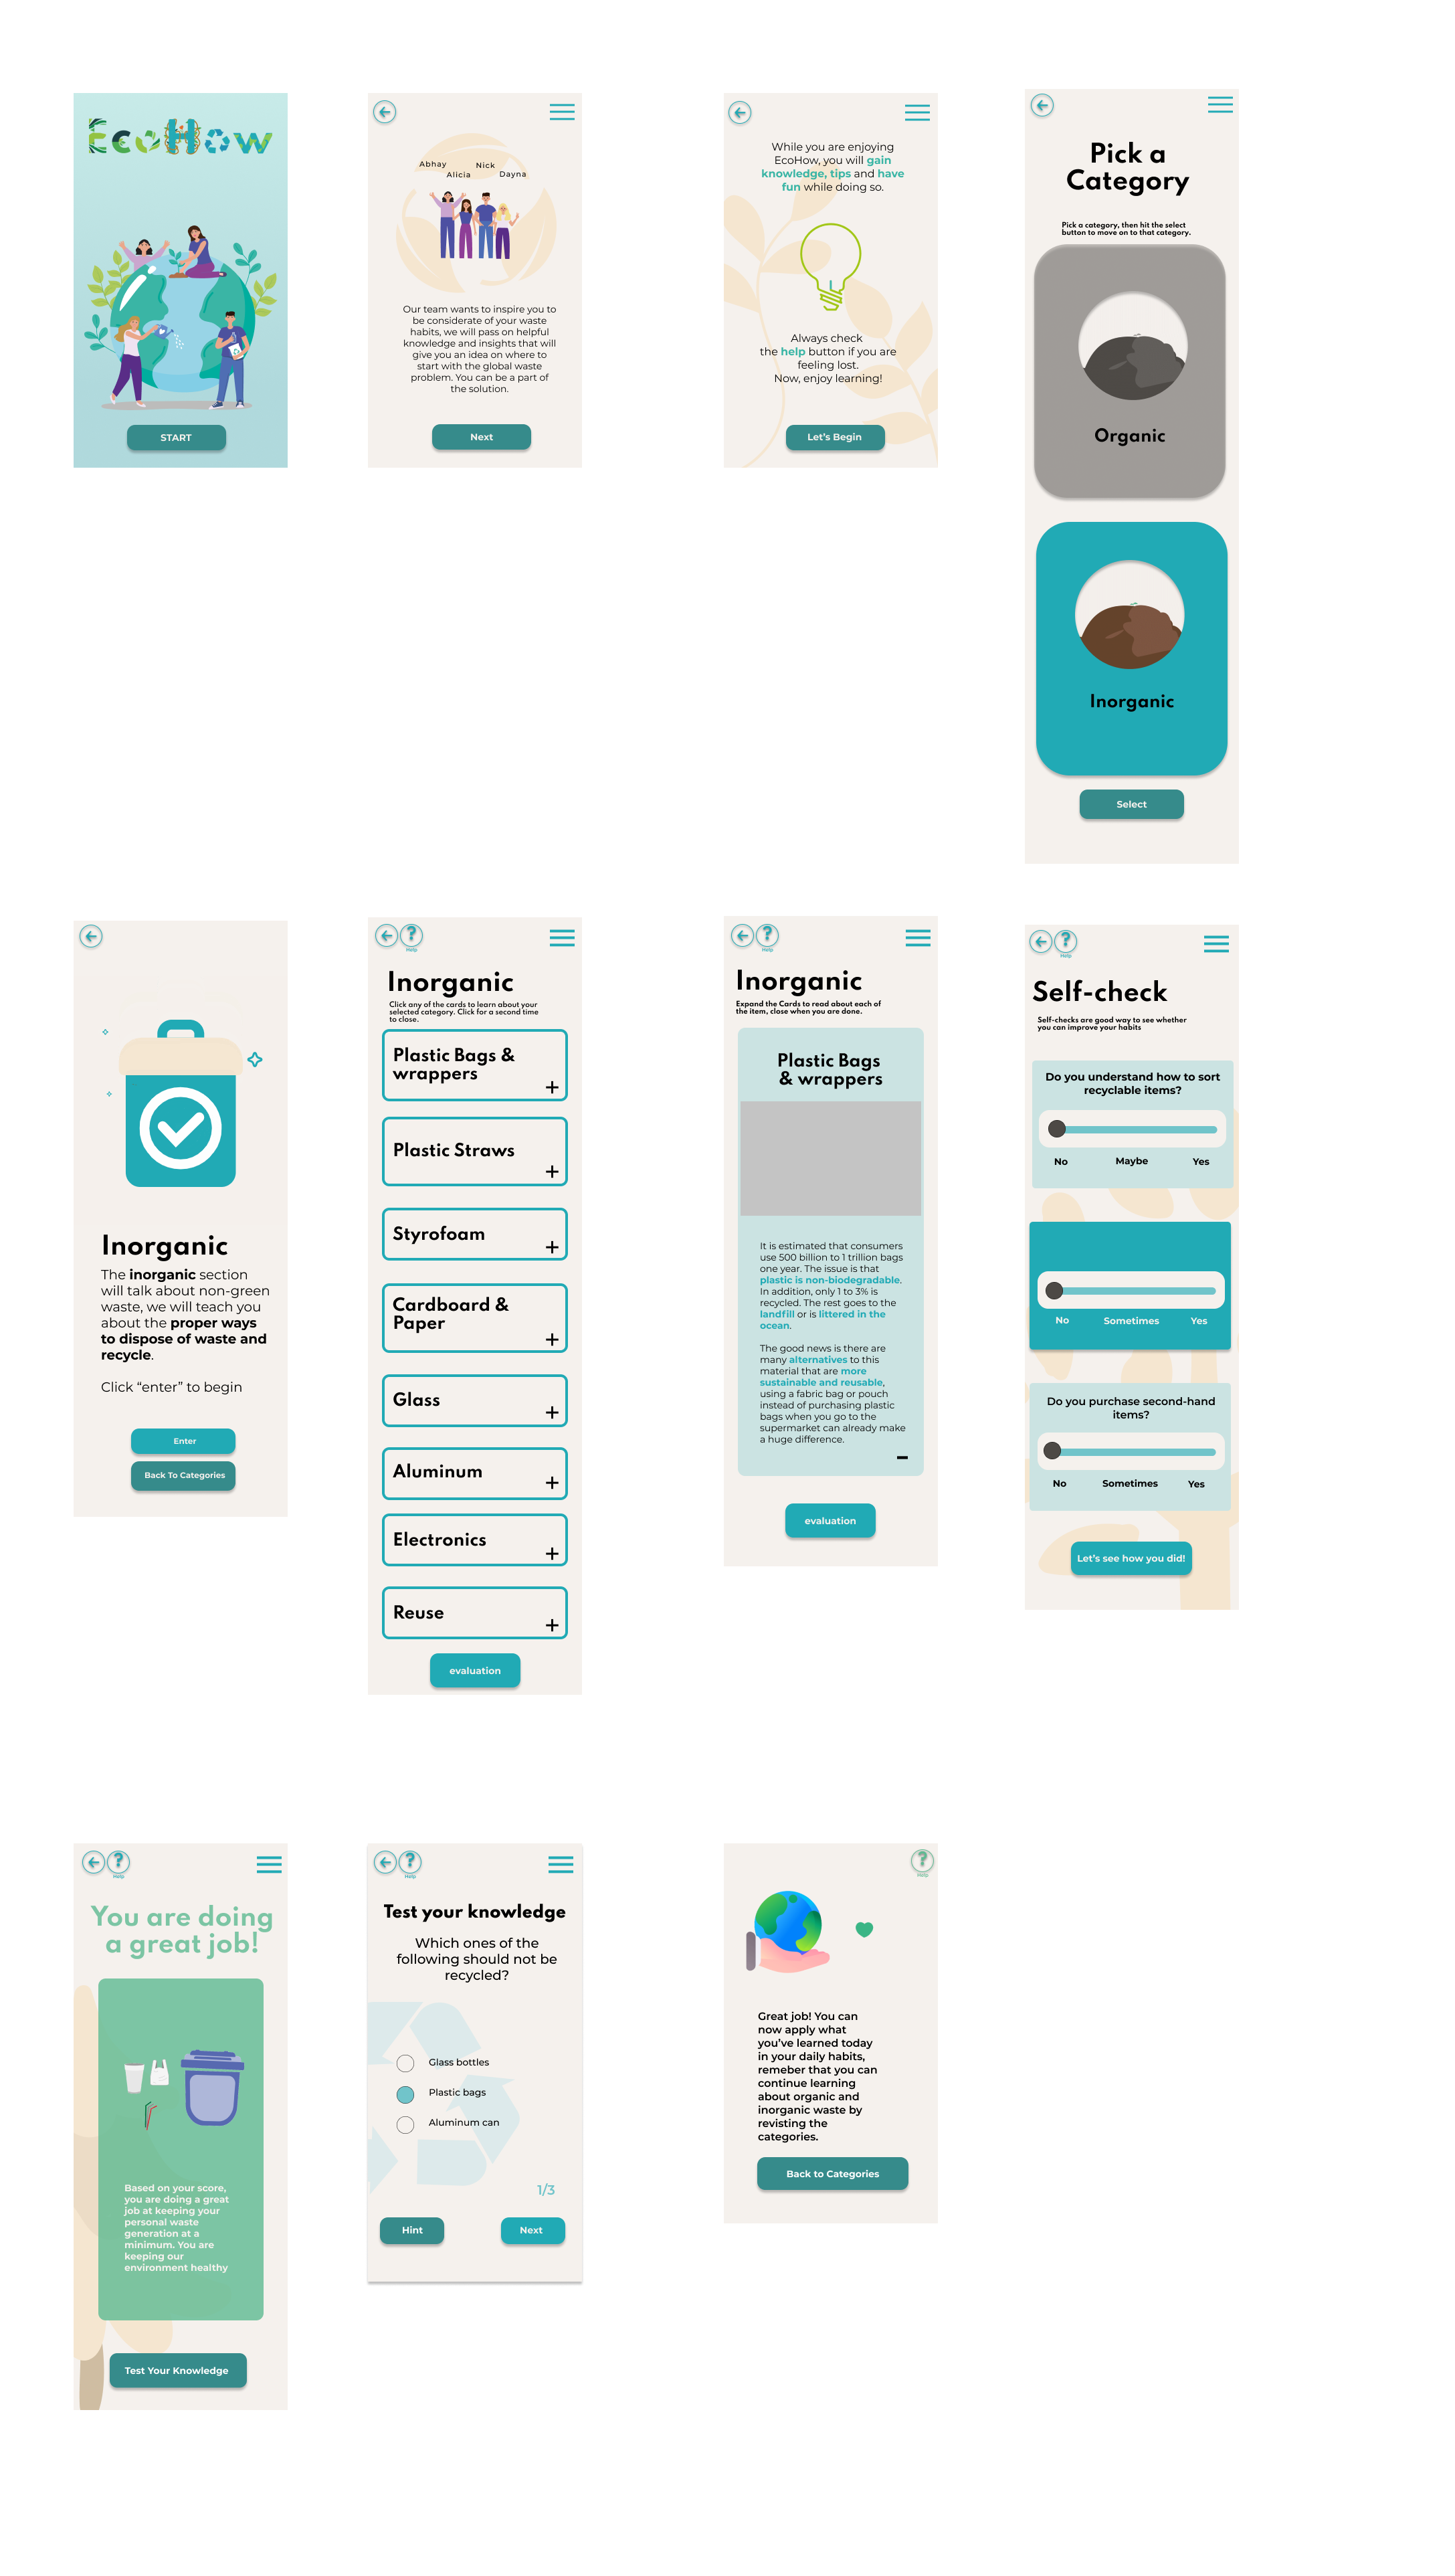 EcoHow
START
Abhay
Nick
Alicia
Dayna
Our team wants to inspire you to
be considerate of your waste
habits, we will pass on helpful
knowledge and insights that will
give you an idea on where to
start with the global waste
problem. You can be a part of
the solution.
Next
While you are enjoying
EcoHow, you will gain
knowledge, tips and have
fun while doing so.
Always check
the help button if you are
feeling lost.
Now, enjoy learning!
Let's Begin
Pick a
Category
Pick a category, then hit the select
button to move on to that category.
Organic
Inorganic
Select
Inorganic
The inorganic section
will talk about non-green
waste, we will teach you
about the proper ways
to dispose of waste and
recycle.
Click “enter” to begin
Enter
Back To Categories
?
Help
Inorganic
Click any of the cards to learn about your
selected category. Click for a second time
to close.
Plastic Bags &
wrappers
+
Plastic Straws
+
Styrofoam
+
Cardboard &
Paper
+
Glass
+
Aluminum
+
Electronics
+
Reuse
+
evaluation
?
Help
Inorganic
Expand the Cards to read about each of
the item, close when you are done.
Plastic Bags
& wrappers
It is estimated that consumers
use 500 billion to 1 trillion bags
one year. The issue is that
plastic is non-biodegradable.
In addition, only 1 to 3% is
recycled. The rest goes to the
landfill or is littered in the
ocean.
The good news is there are
many alternatives to this
material that are more
sustainable and reusable,
using a fabric bag or pouch
instead of purchasing plastic
bags when you go to the
supermarket can already make
a huge difference.
-
evaluation
?
Help
Self-check
Self-checks are good way to see whether
you can improve your habits
Do you understand how to sort
recyclable items?
No Maybe Yes
No Sometimes Yes
Do you purchase second-hand
items?
No Sometimes Yes
Let's see how you did!
?
Help
You are doing
a great job!
Based on your score,
you are doing a great
job at keeping your
personal waste
generation at a
minimum. You are
keeping our
environment healthy
Test Your Knowledge
?
Help
Test your knowledge
Which ones of the
following should not be
recycled?
Glass bottles
Plastic bags
Aluminum can
1/3
Hint
Next
?
Help
Great job! You can
now apply what
you've learned today
in your daily habits,
remeber that you can
continue learning
about organic and
inorganic waste by
revisting the
categories.
Back to Categories